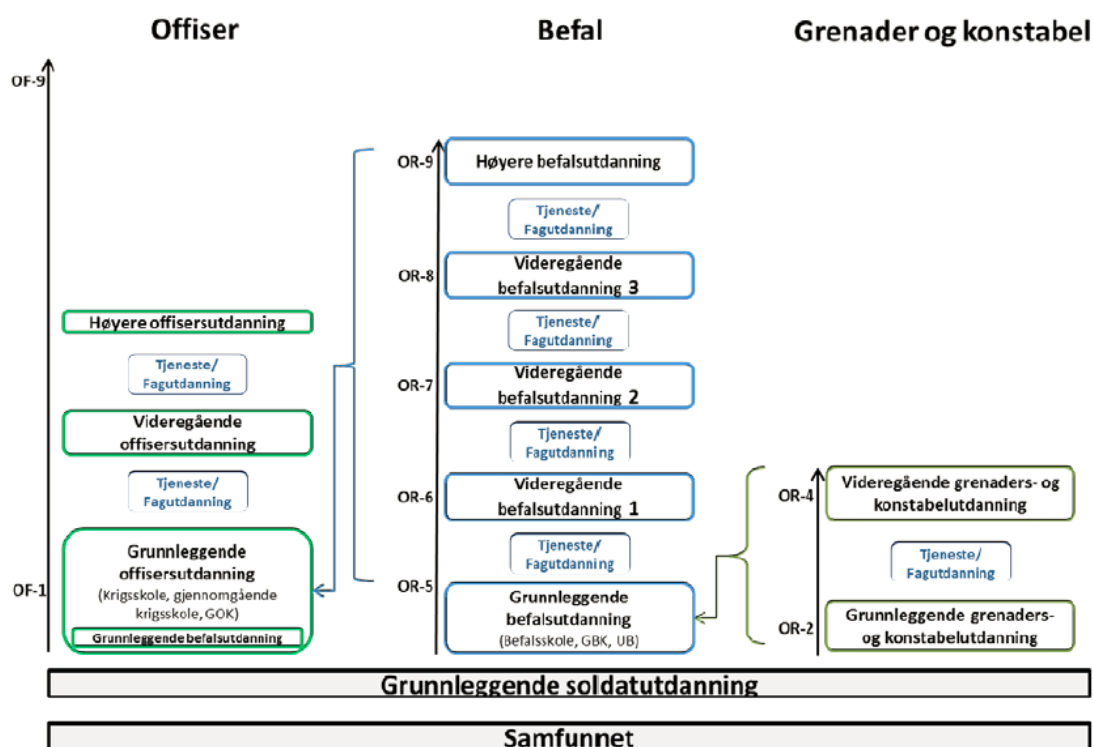 Offiser
Befal
Grenader og konstabel
OF-9
OF-1
Høyere offisersutdanning
Tjeneste/
Fagutdanning
Videregående
offisersutdanning
Tjeneste/
Fagutdanning
Grunnleggende
offisersutdanning
(Krigsskole, gjennomgående
krigsskole, GOK)
Grunnleggende befalsutdanning
OR-9
Høyere befalsutdanning
Tjeneste/
Fagutdanning
OR-8
Videregående
befalsutdanning 3
Tjeneste/
Fagutdanning
OR-7
Videregående
befalsutdanning 2
Tjeneste/
Fagutdanning
OR-6
Videregående
befalsutdanning 1
Tjeneste/
Fagutdanning
OR-5
Grunnleggende
befalsutdanning
(Befalsskole, GBK, UB)
OR-4
Videregående grenaders- og
konstabelutdanning
Tjeneste/
Fagutdanning
OR-2
Grunnleggende grenaders-
og konstabelutdanning
Grunnleggende soldatutdanning
Samfunnet